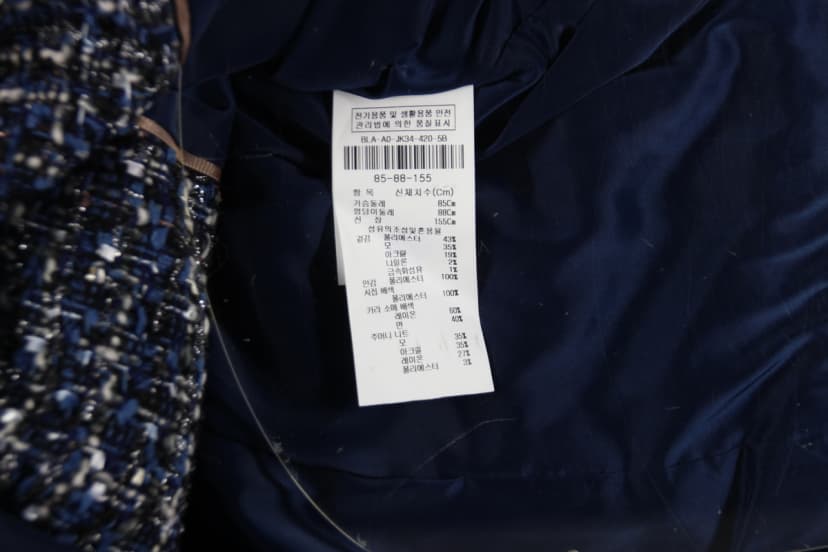 전기용품 및 생활용품 안전
관리법에 의한 품질표시
BLA-A0-JK34-420-5B
85-88-155
항 목 신체치수(Cm)
가슴둘레 85Cm
엉덩이둘레 88Cm
신 장 155Cm
섬유의조성및혼용율
겉감 폴리에스터 43%
모 35%
아크릴 19%
나일론 2%
금속화섬유 1%
안감 폴리에스터 100%
시접 배색
폴리에스터 100%
카라 소매 배색
레이온 60%
면 40%
주머니 니트
모 35%
아크릴 35%
레이온 27%
폴리에스터 3%